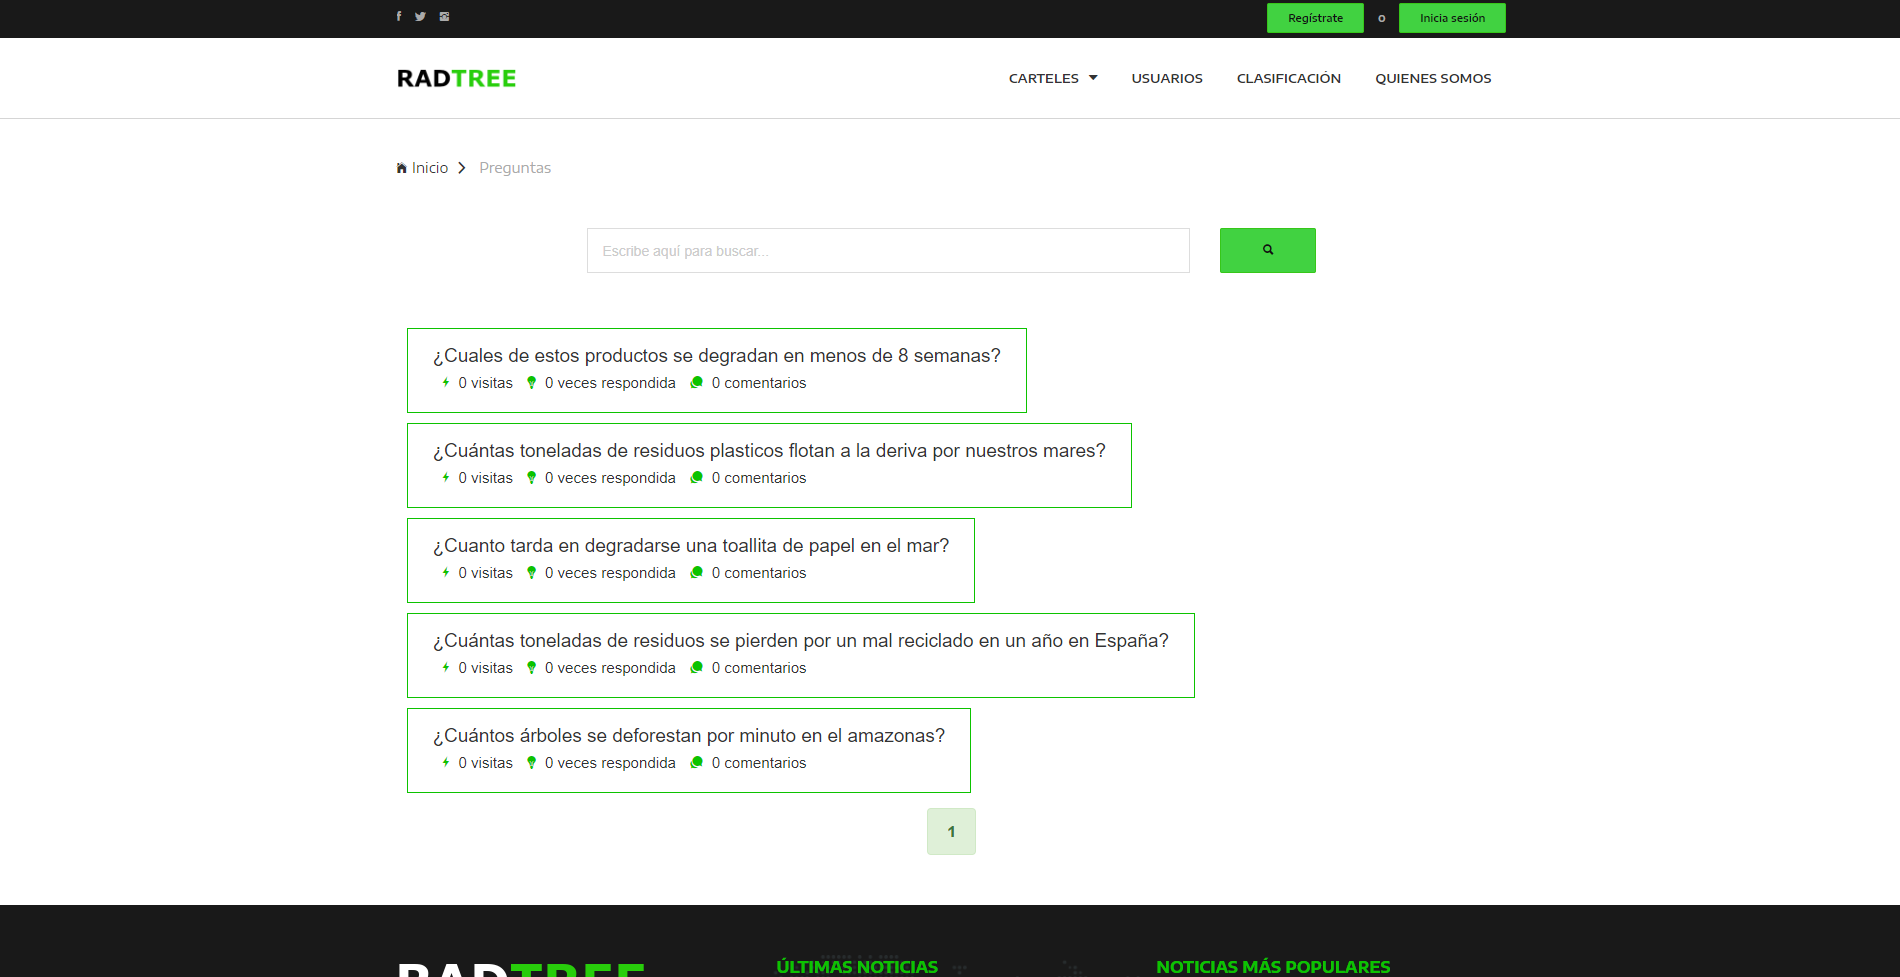 Regístrate o Inicia sesión
RADTREE
CARTELES USUARIOS CLASIFICACIÓN QUIENES SOMOS
Inicio Preguntas
Escribe aquí para buscar...
¿Cuales de estos productos se degradan en menos de 8 semanas?
0 visitas 0 veces respondida 0 comentarios
¿Cuántas toneladas de residuos plasticos flotan a la deriva por nuestros mares?
0 visitas 0 veces respondida 0 comentarios
¿Cuanto tarda en degradarse una toallita de papel en el mar?
0 visitas 0 veces respondida 0 comentarios
¿Cuántas toneladas de residuos se pierden por un mal reciclado en un año en España?
0 visitas 0 veces respondida 0 comentarios
¿Cuántos árboles se deforestan por minuto en el amazonas?
0 visitas 0 veces respondida 0 comentarios
1
RADTREE
ÚLTIMAS NOTICIAS
NOTICIAS MÁS POPULARES